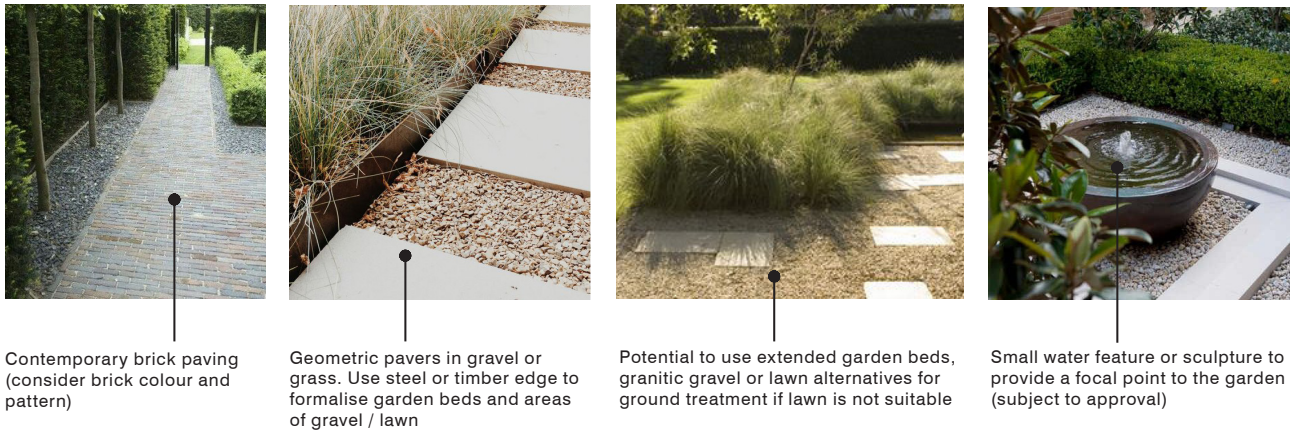 Contemporary brick paving
(consider brick colour and
pattern)
Geometric pavers in gravel or
grass. Use steel or timber edge to
formalise garden beds and areas
of gravel / lawn
Potential to use extended garden beds,
granitic gravel or lawn alternatives for
ground treatment if lawn is not suitable
Small water feature or sculpture to
provide a focal point to the garden
(subject to approval)